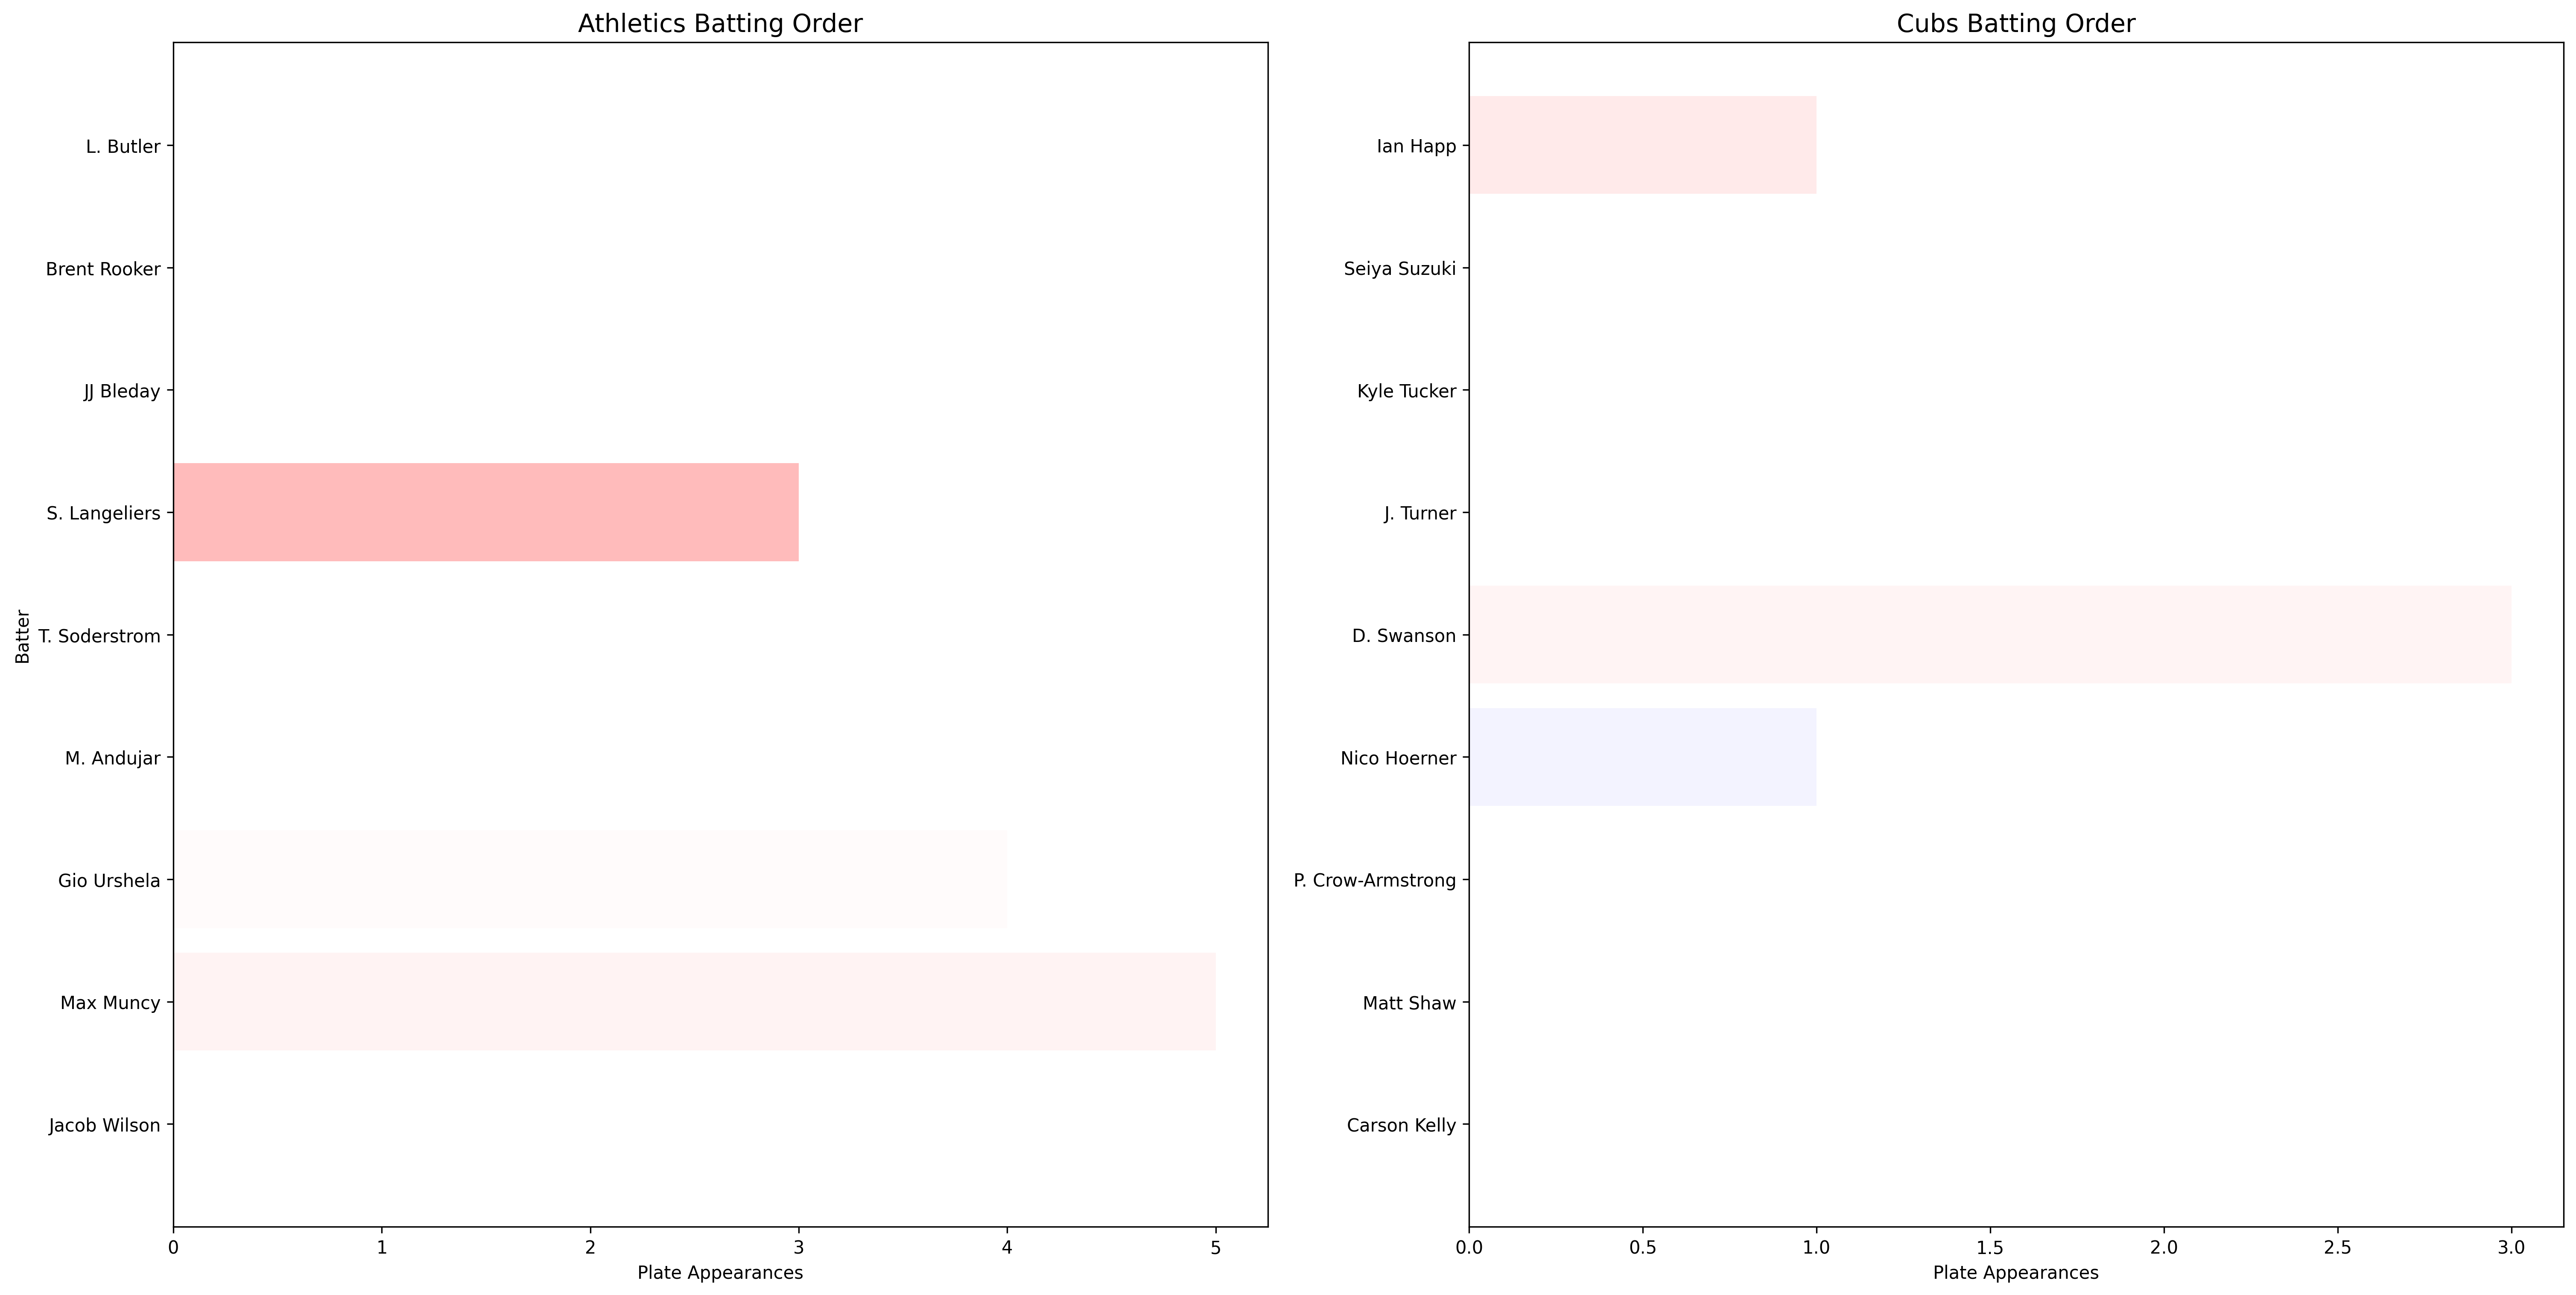 Athletics Batting Order
Batter
L. Butler
Brent Rooker
JJ Bleday
S. Langeliers
T. Soderstrom
M. Andujar
Gio Urshela
Max Muncy
Jacob Wilson
0 1 2 3 4 5
Plate Appearances
Cubs Batting Order
Ian Happ
Seiya Suzuki
Kyle Tucker
J. Turner
D. Swanson
Nico Hoerner
P. Crow-Armstrong
Matt Shaw
Carson Kelly
0.0 0.5 1.0 1.5 2.0 2.5 3.0
Plate Appearances